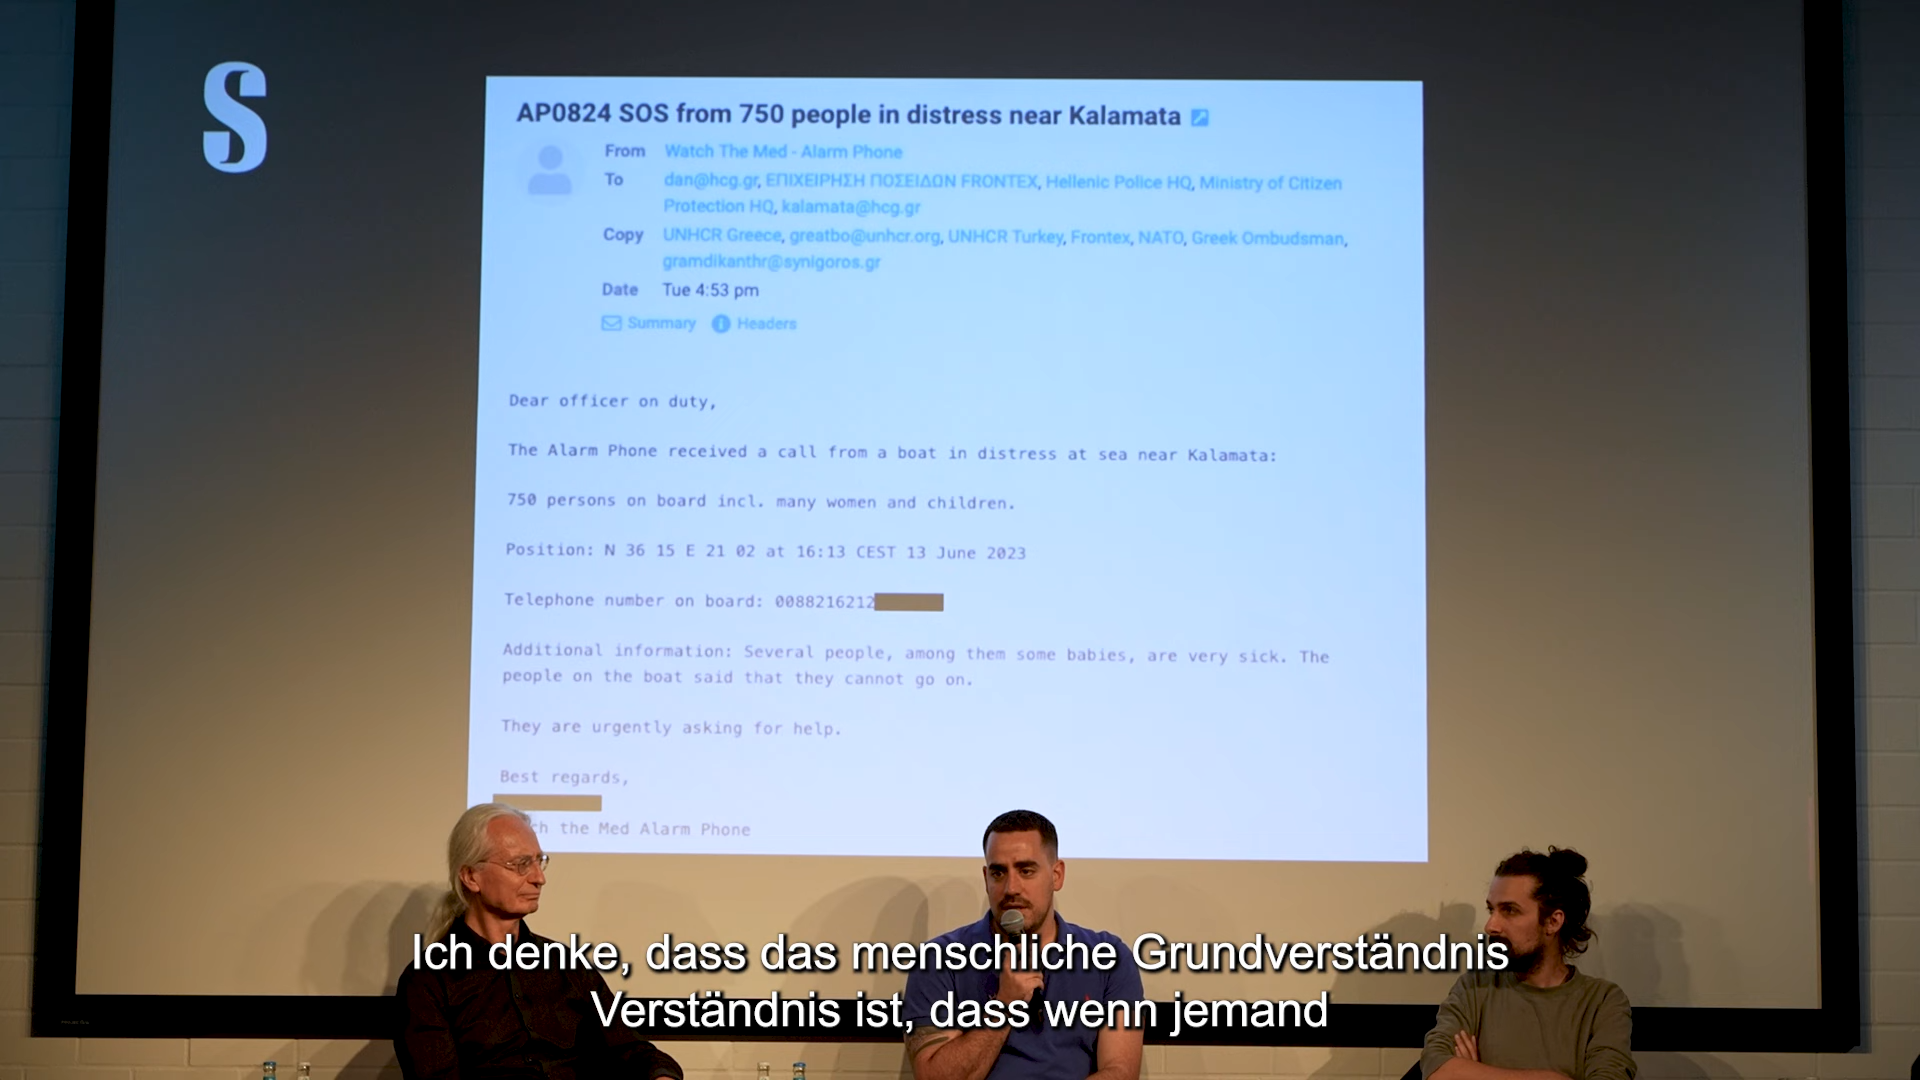 S
AP0824 SOS from 750 people in distress near Kalamata
From Watch The Med - Alarm Phone
To dan@hcg.gr, ΕΠΙΧΕΙΡΗΣΗ ΠΟΣΕΙΔΩΝ FRONTEX, Hellenic Police HQ, Ministry of Citizen
Protection HQ, kalamata@hcg.gr
Copy UNHCR Greece, greatbo@unhcr.org, UNHCR Turkey, Frontex, NATO, Greek Ombudsman,
gramdikanthr@synigoros.gr
Date Tue 4:53 pm
Summary Headers
Dear officer on duty,
The Alarm Phone received a call from a boat in distress at sea near Kalamata:
750 persons on board incl. many women and children.
Position: N 36 15 E 21 02 at 16:13 CEST 13 June 2023
Telephone number on board: 0088216212
Additional information: Several people, among them some babies, are very sick. The
people on the boat said that they cannot go on.
They are urgently asking for help.
Best regards,
ch the Med Alarm Phone
Ich denke, dass das menschliche Grundverständnis
Verständnis ist, dass wenn jemand